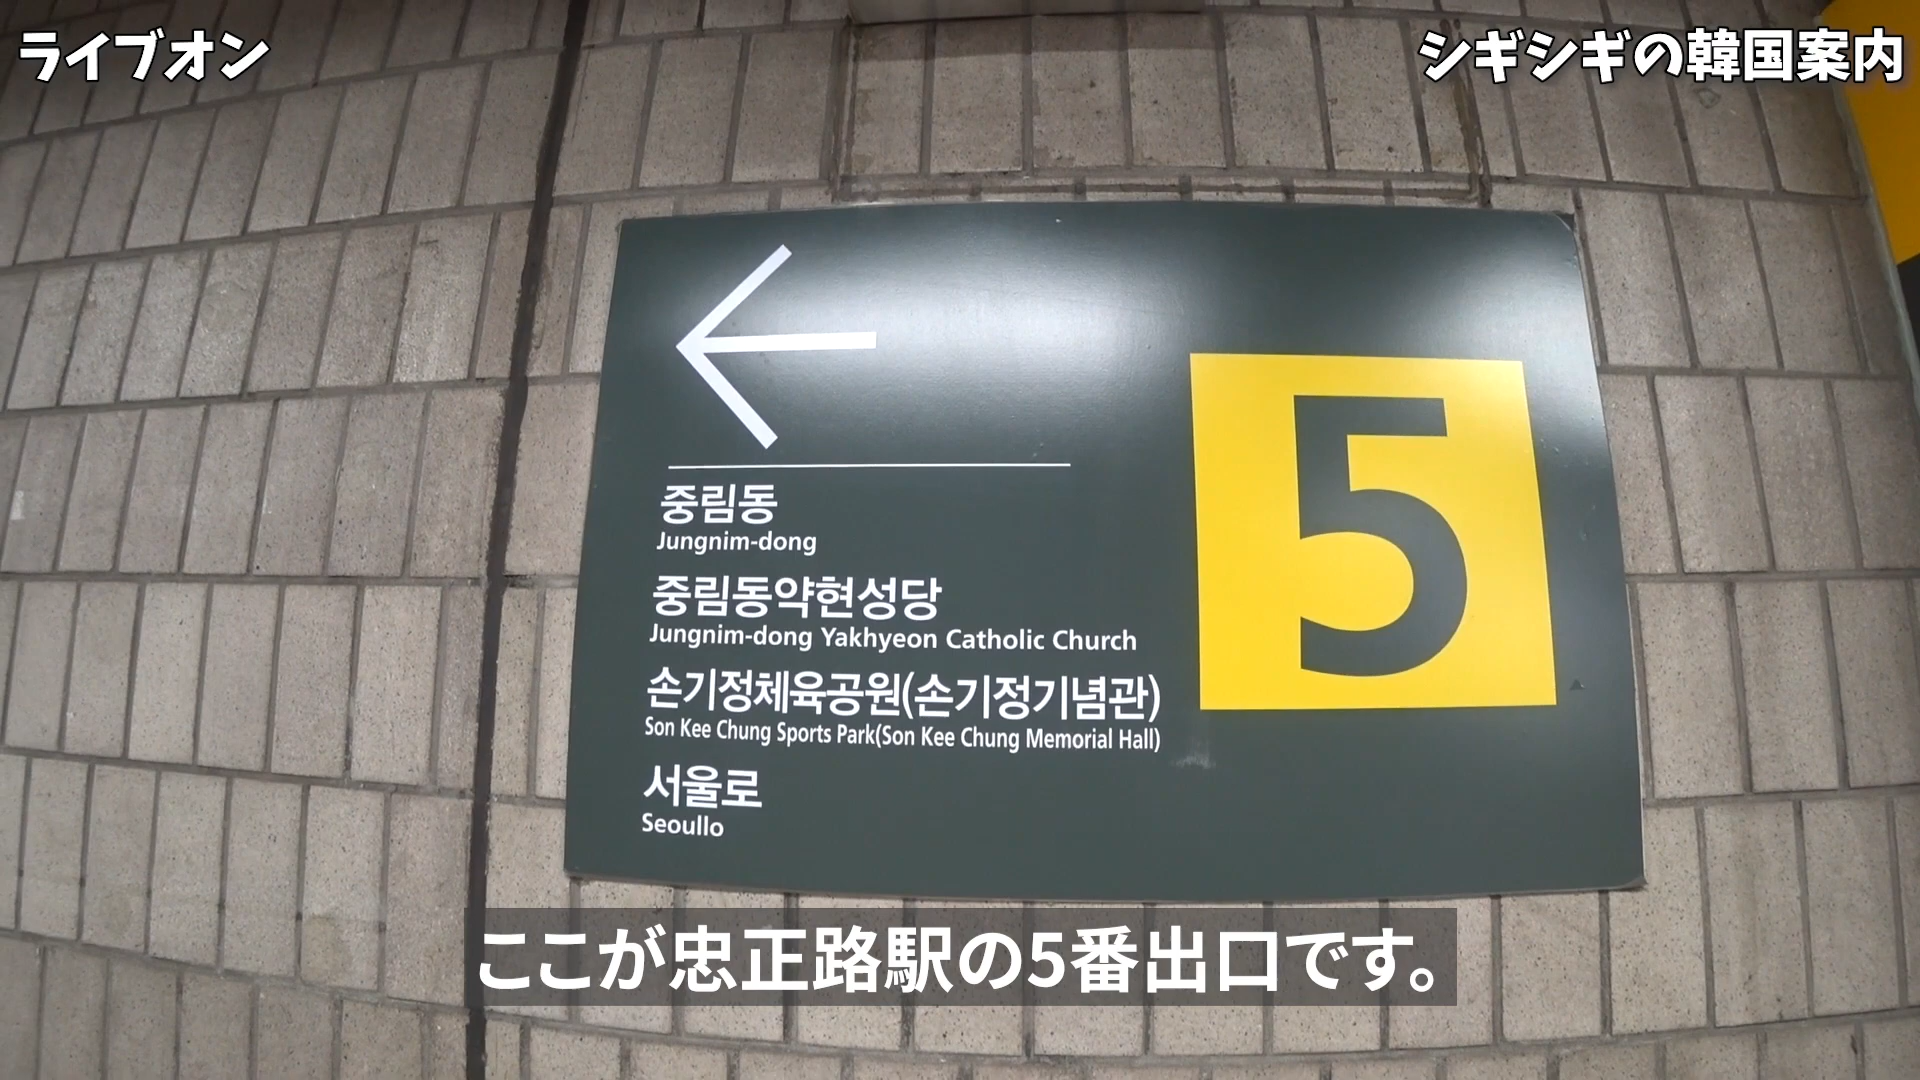 ライブオン
シギシギの韓国案内
중림동
Jungnim-dong
중림동약현성당
Jungnim-dong Yakhyeon Catholic Church
손기정체육공원(손기정기념관)
Son Kee Chung Sports Park(Son Kee Chung Memorial Hall)
서울로
Seoullo
5
ここが忠正路駅の5番出口です。